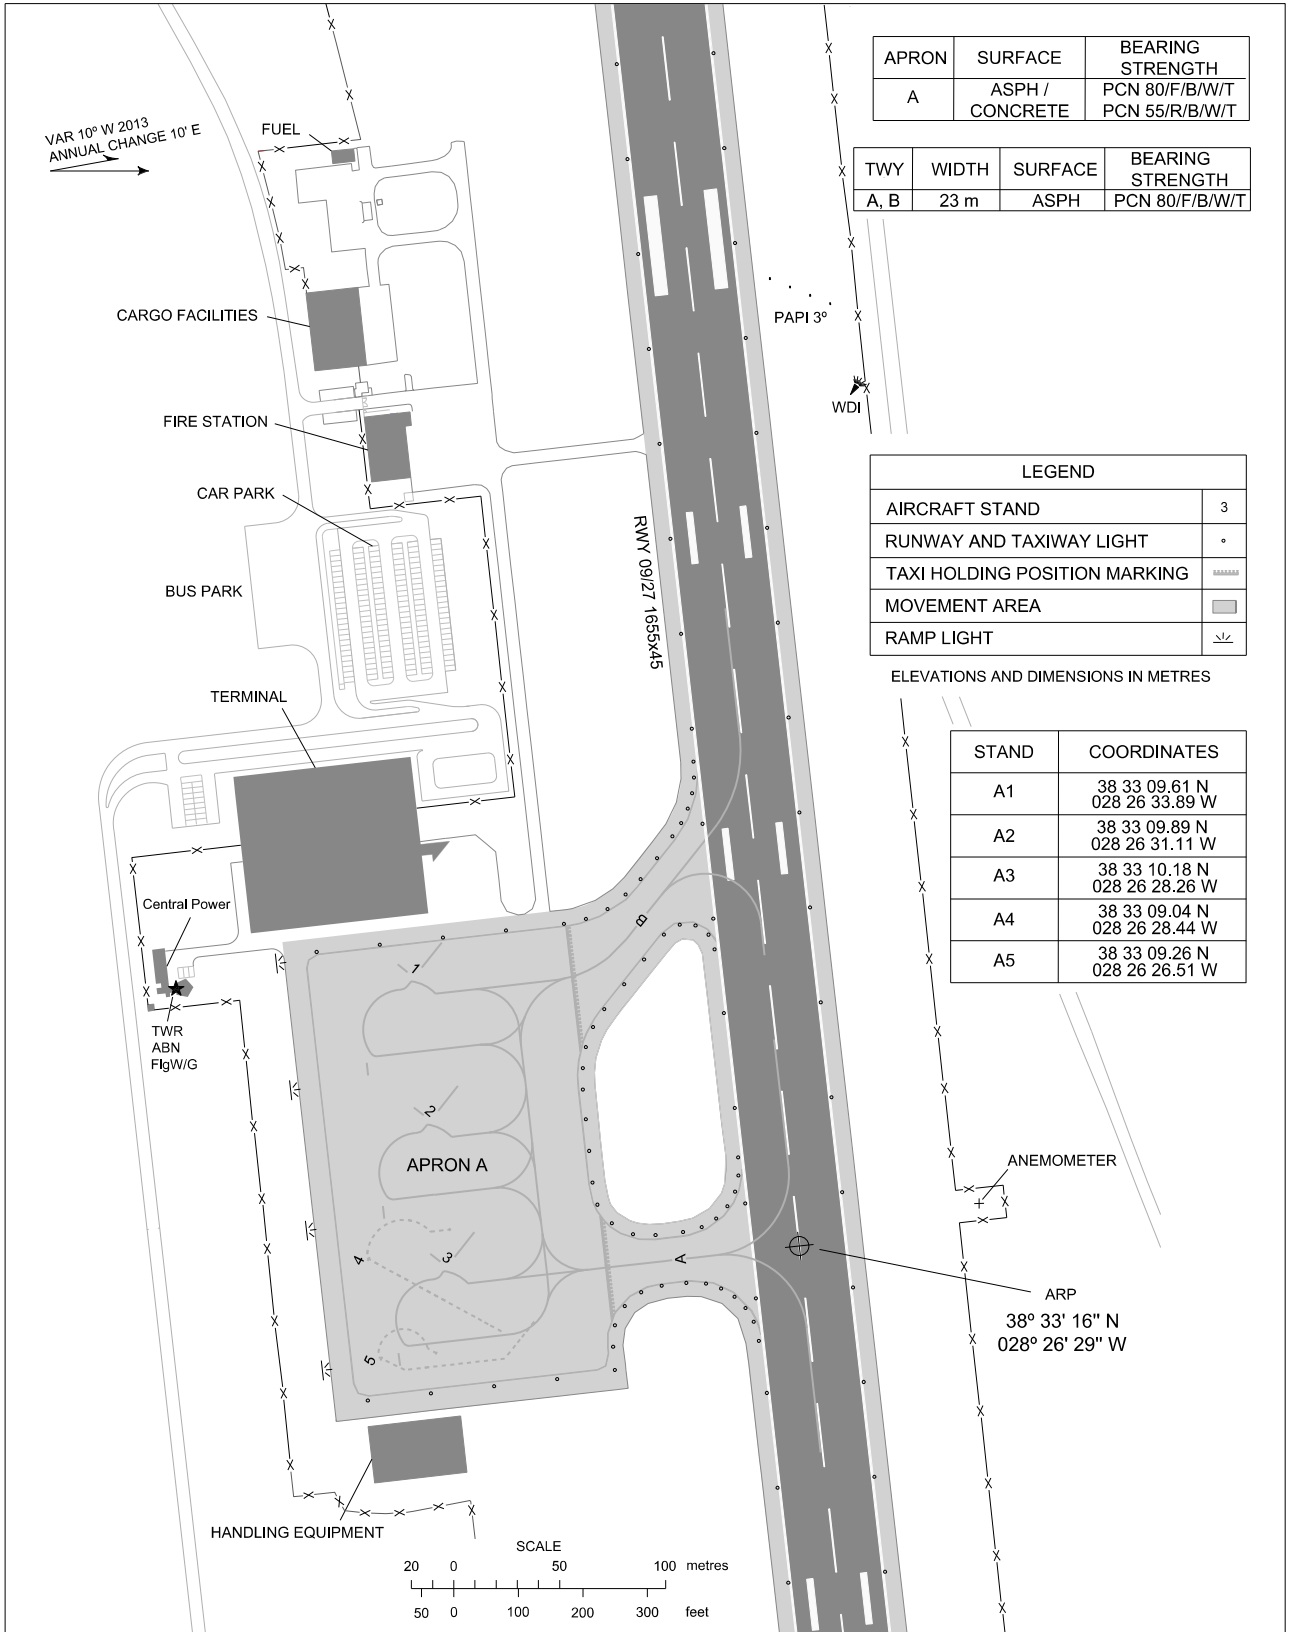 VAR 10º W 2013
ANNUAL CHANGE 10' E
FUEL
CARGO FACILITIES
FIRE STATION
CAR PARK
BUS PARK
TERMINAL
Central Power
TWR
ABN
FlgW/G
HANDLING EQUIPMENT
RWY 09/27 1655x45
PAPI 3º
WDI
APRON SURFACE BEARING STRENGTH
A ASPH / CONCRETE PCN 80/F/B/W/T PCN 55/R/B/W/T
TWY WIDTH SURFACE BEARING STRENGTH
A, B 23 m ASPH PCN 80/F/B/W/T
LEGEND
AIRCRAFT STAND 3
RUNWAY AND TAXIWAY LIGHT
TAXI HOLDING POSITION MARKING
MOVEMENT AREA
RAMP LIGHT
ELEVATIONS AND DIMENSIONS IN METRES
STAND COORDINATES
A1 38 33 09.61 N 028 26 33.89 W
A2 38 33 09.89 N 028 26 31.11 W
A3 38 33 10.18 N 028 26 28.26 W
A4 38 33 09.04 N 028 26 28.44 W
A5 38 33 09.26 N 028 26 26.51 W
B
1
2
APRON A
4
3
A
5
ANEMOMETER
ARP
38º 33' 16" N
028º 26' 29" W
SCALE
20 0 50 100 metres
50 0 100 200 300 feet